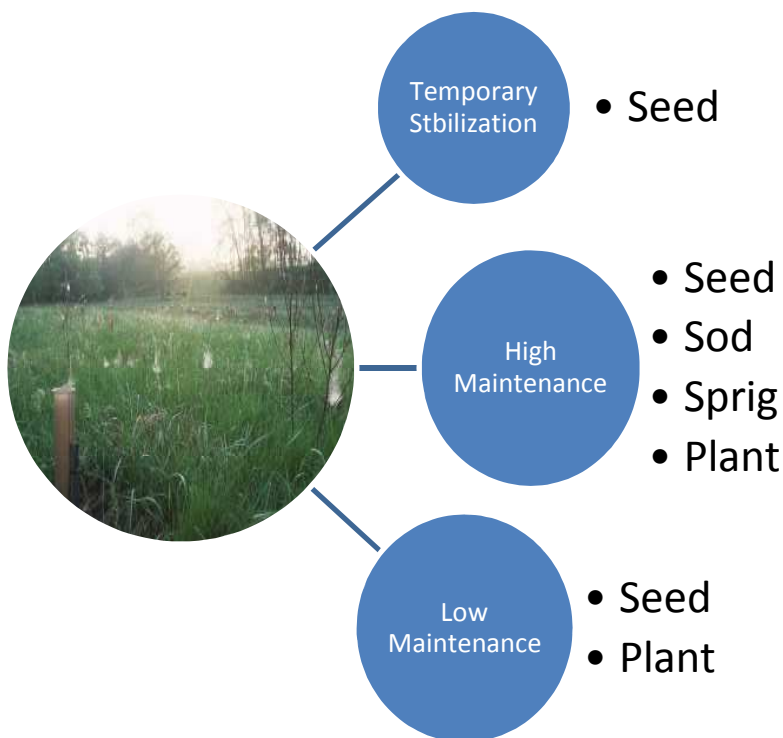 Temporary
Stbilization
• Seed
High
Maintenance
• Seed
• Sod
• Sprig
• Plant
Low
Maintenance
• Seed
• Plant